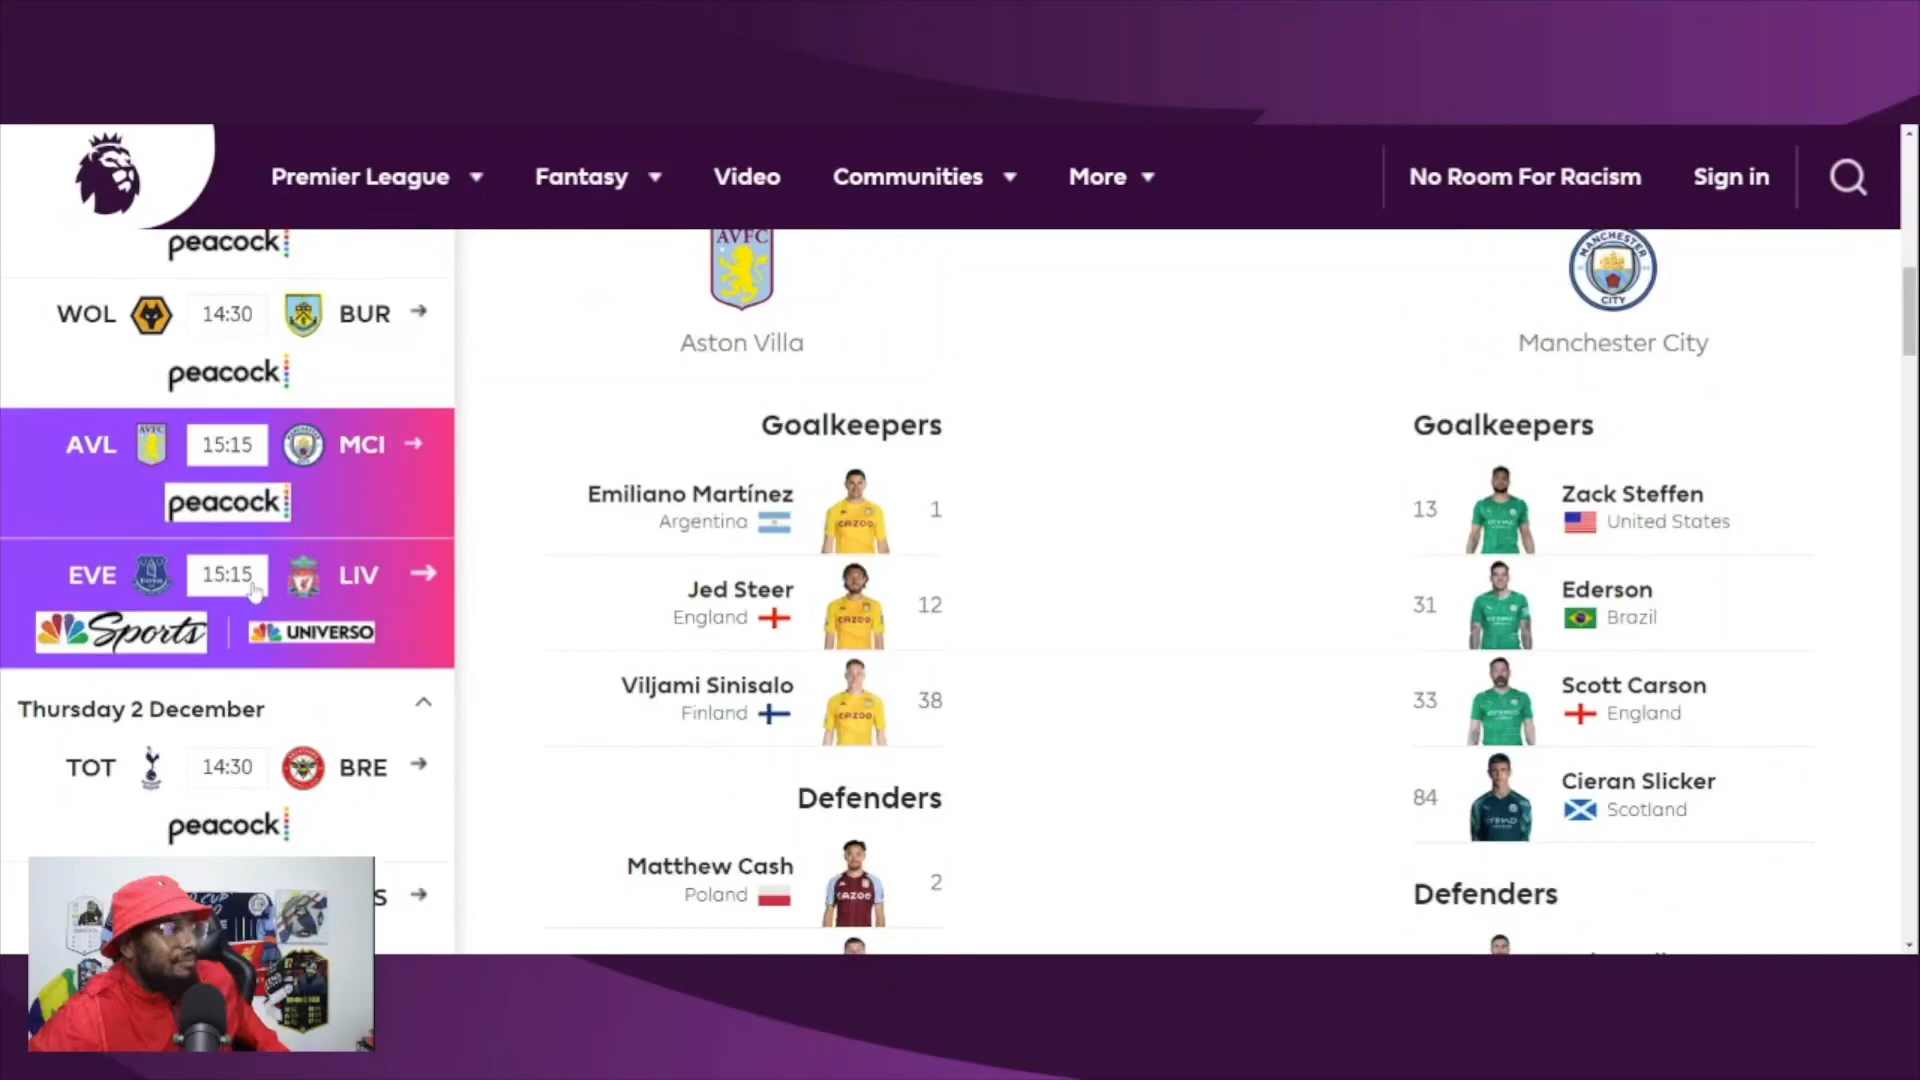 Premier League
Fantasy
Video
Communities
More
No Room For Racism
Sign in
peacock
WOL 14:30 BUR
peacock
AVL 15:15 MCI
peacock
EVE 15:15 LIV
Sports
UNIVERSO
Thursday 2 December
TOT 14:30 BRE
peacock
S
AVFC
Aston Villa
Goalkeepers
Emiliano Martínez
Argentina
1
Jed Steer
England
12
Viljami Sinisalo
Finland
38
Defenders
Matthew Cash
Poland
2
MANCHESTER
CITY
Manchester City
Goalkeepers
13
Zack Steffen
United States
31
Ederson
Brazil
33
Scott Carson
England
84
Cieran Slicker
Scotland
Defenders